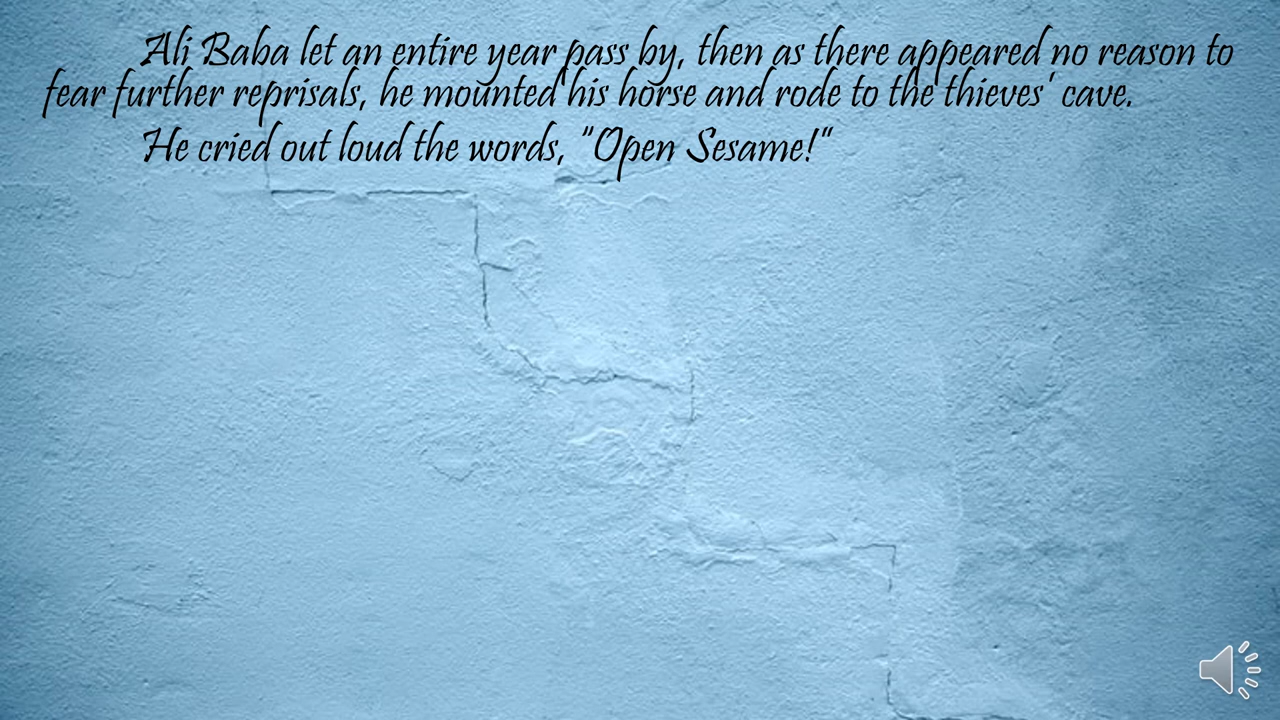 Ali Baba let an entire year pass by, then as there appeared no reason to
fear further reprisals, he mounted his horse and rode to the thieves' cave.
He cried out loud the words, "Open Sesame!"